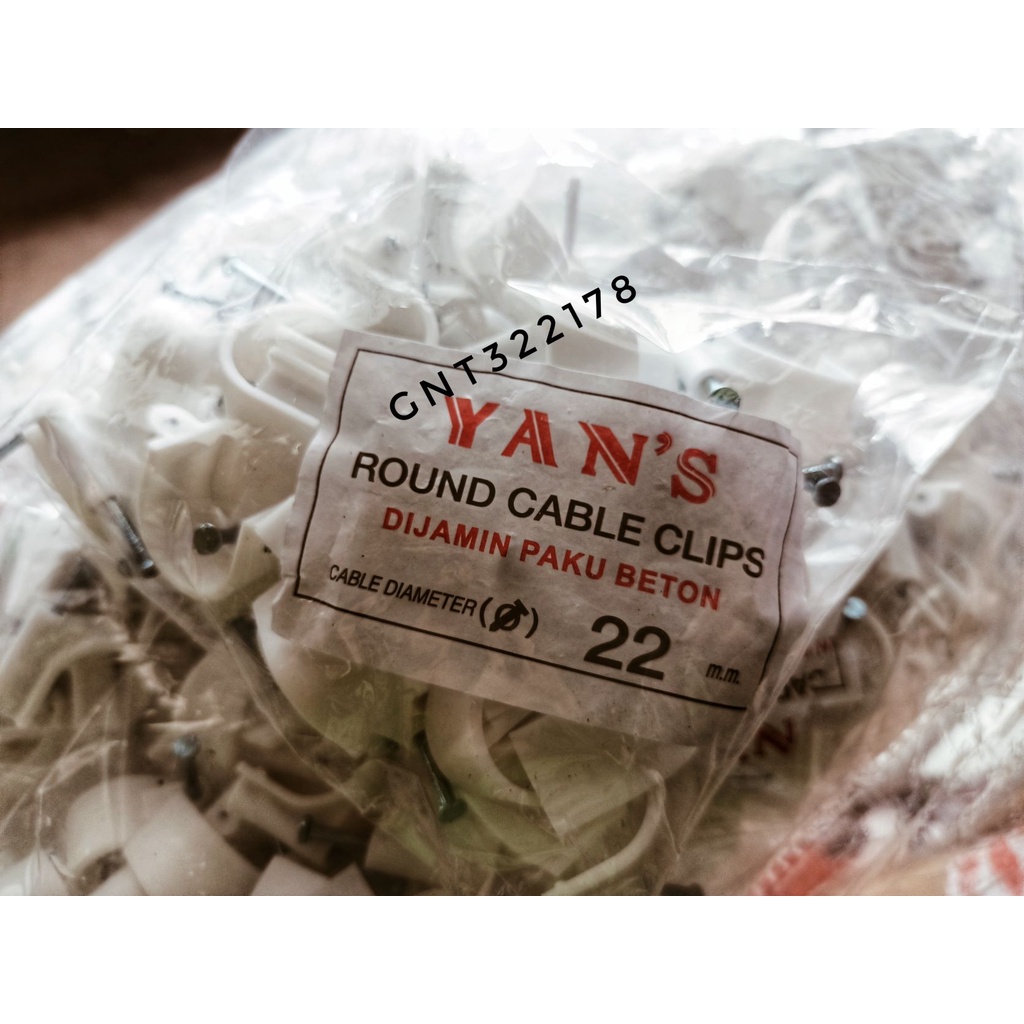 GNT322178
YAN'S
ROUND CABLE CLIPS
DIJAMIN PAKU BETON
CABLE DIAMETER (Ø) 22 m.m.